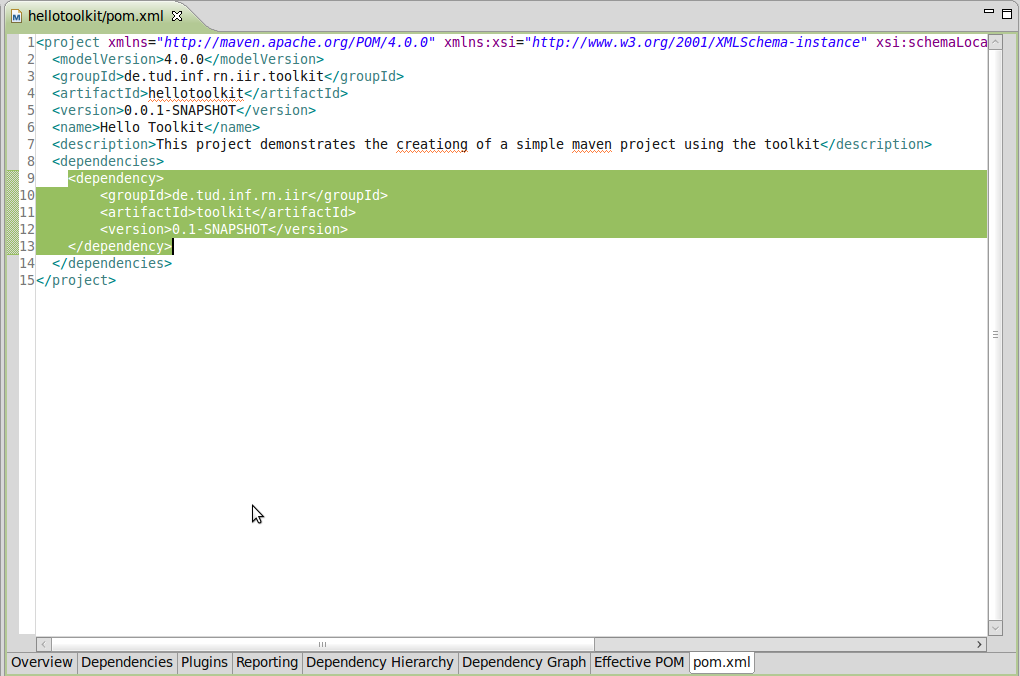 hellotoolkit/pom.xml
1<project xmlns="http://maven.apache.org/POM/4.0.0" xmlns:xsi="http://www.w3.org/2001/XMLSchema-instance" xsi:schemaLoca
2 <modelVersion>4.0.0</modelVersion>
3 <groupId>de.tud.inf.rn.iir.toolkit</groupId>
4 <artifactId>hellotoolkit</artifactId>
5 <version>0.0.1-SNAPSHOT</version>
6 <name>Hello Toolkit</name>
7 <description>This project demonstrates the creationg of a simple maven project using the toolkit</description>
8 <dependencies>
9 <dependency>
10 <groupId>de.tud.inf.rn.iir</groupId>
11 <artifactId>toolkit</artifactId>
12 <version>0.1-SNAPSHOT</version>
13 </dependency>
14 </dependencies>
15</project>
Overview Dependencies Plugins Reporting Dependency Hierarchy Dependency Graph Effective POM pom.xml